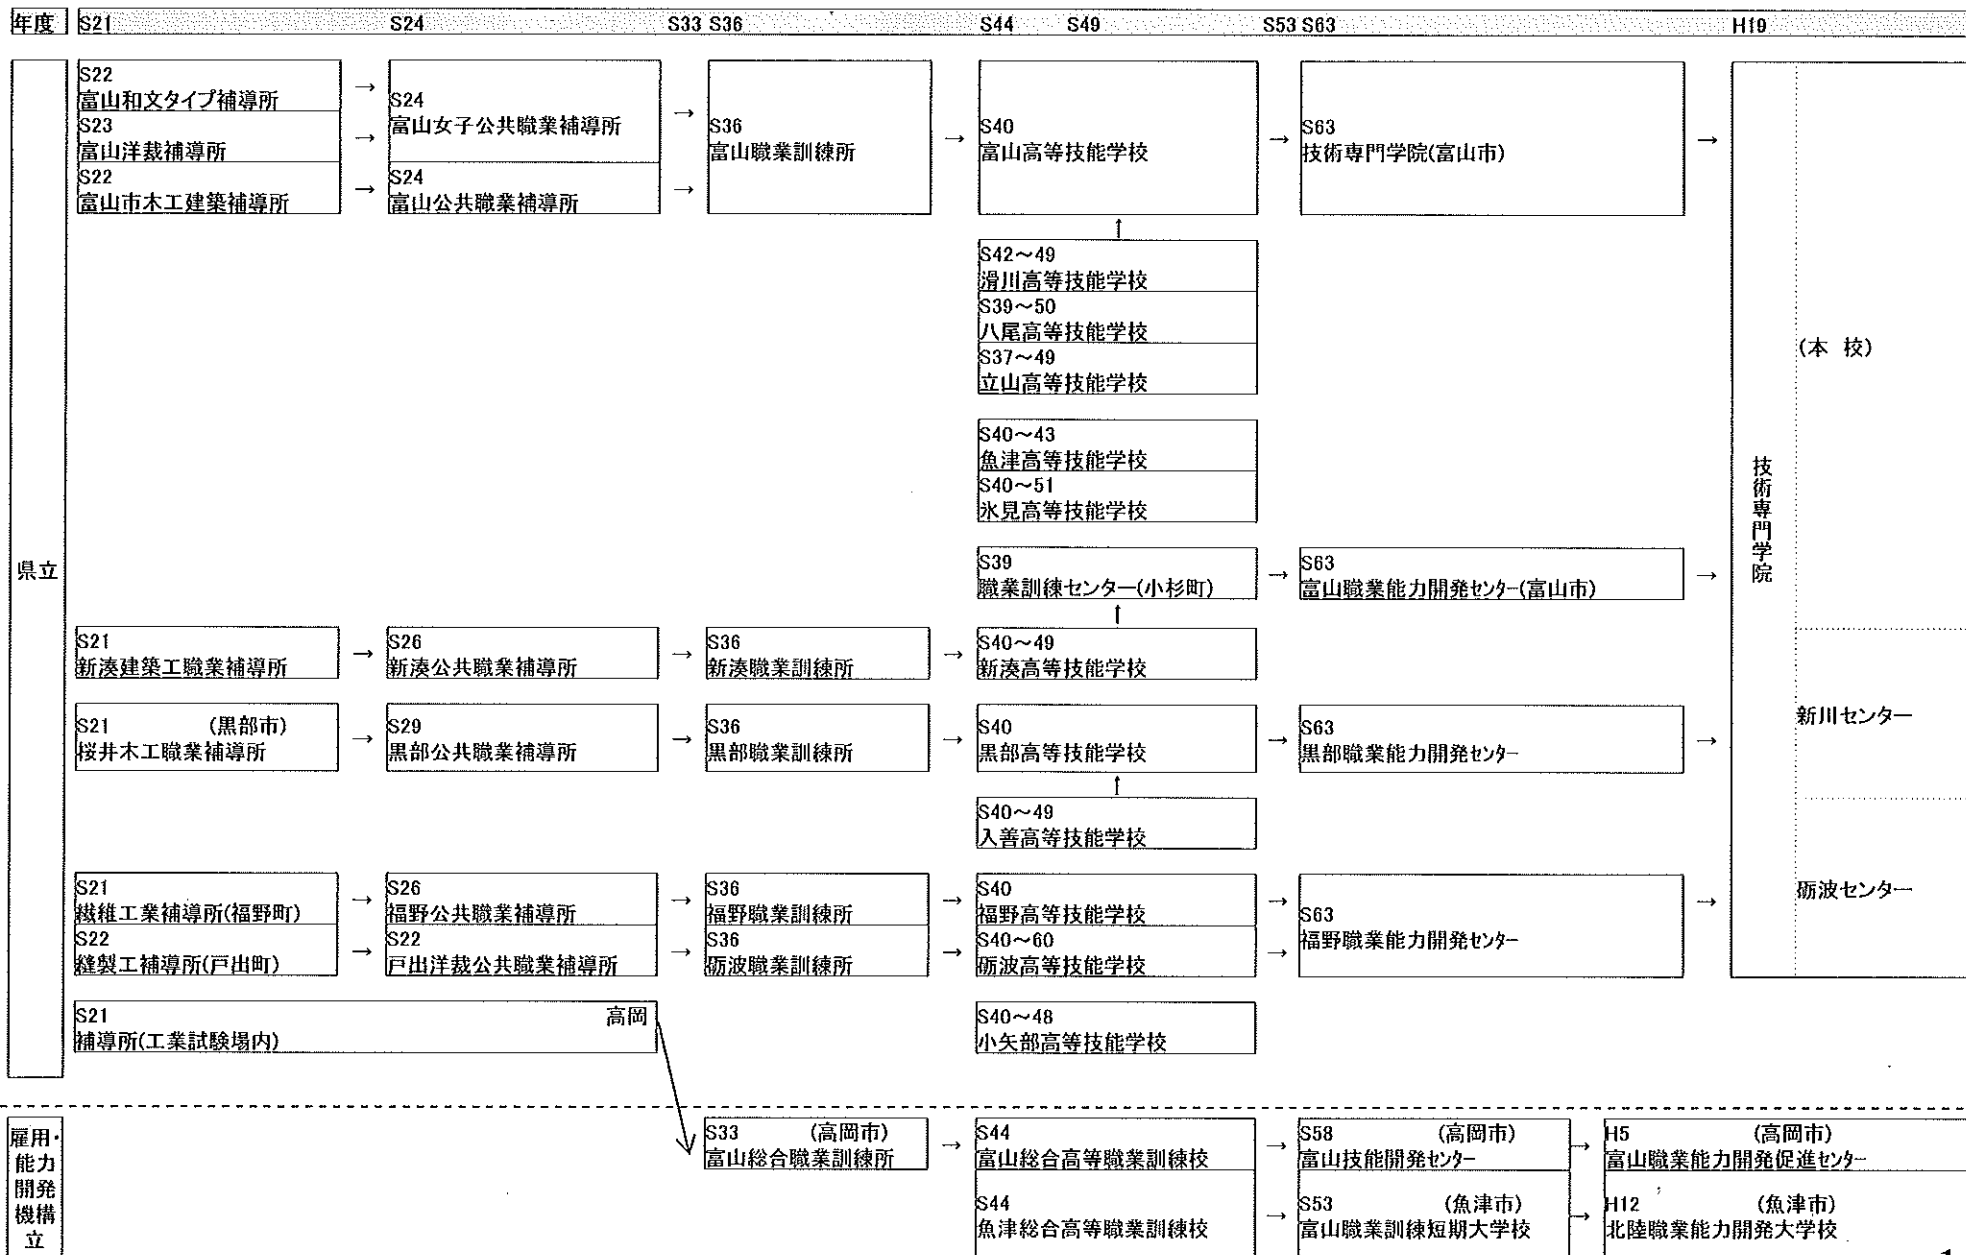 年度 S21 S24 S33 S36 S44 S49 S53 S63 H19
県立
S22
富山和文タイプ補導所
S23
富山洋裁補導所
S22
富山市木工建築補導所
→
→
→
S24
富山女子公共職業補導所
S24
富山公共職業補導所
→
→
S36
富山職業訓練所
→
S40
富山高等技能学校
→
S63
技術専門学院(富山市)
→
↑
S42～49
滑川高等技能学校
S39～50
八尾高等技能学校
S37～49
立山高等技能学校
S40～43
魚津高等技能学校
S40～51
氷見高等技能学校
S39
職業訓練センター(小杉町)
→
S63
富山職業能力開発センター(富山市)
→
↑
S21
新湊建築工職業補導所
→
S26
新湊公共職業補導所
→
S36
新湊職業訓練所
→
S40～49
新湊高等技能学校
S21 (黒部市)
桜井木工職業補導所
→
S29
黒部公共職業補導所
→
S36
黒部職業訓練所
→
S40
黒部高等技能学校
→
S63
黒部職業能力開発センター
→
↑
S40～49
入善高等技能学校
S21
繊維工業補導所(福野町)
→
S26
福野公共職業補導所
→
S36
福野職業訓練所
→
S40
福野高等技能学校
→
S22
縫製工補導所(戸出町)
→
S22
戸出洋裁公共職業補導所
→
S36
砺波職業訓練所
→
S40～60
砺波高等技能学校
→
S63
福野職業能力開発センター
→
S21 高岡
補導所(工業試験場内)
S40～48
小矢部高等技能学校
技術専門学院
(本 校)
新川センター
砺波センター
雇用・
能力
開発
機構
立
S33 (高岡市)
富山総合職業訓練所
→
S44
富山総合高等職業訓練校
→
S58 (高岡市)
富山技能開発センター
→
H5 (高岡市)
富山職業能力開発促進センター
S44
魚津総合高等職業訓練校
→
S53 (魚津市)
富山職業訓練短期大学校
→
H12 (魚津市)
北陸職業能力開発大学校